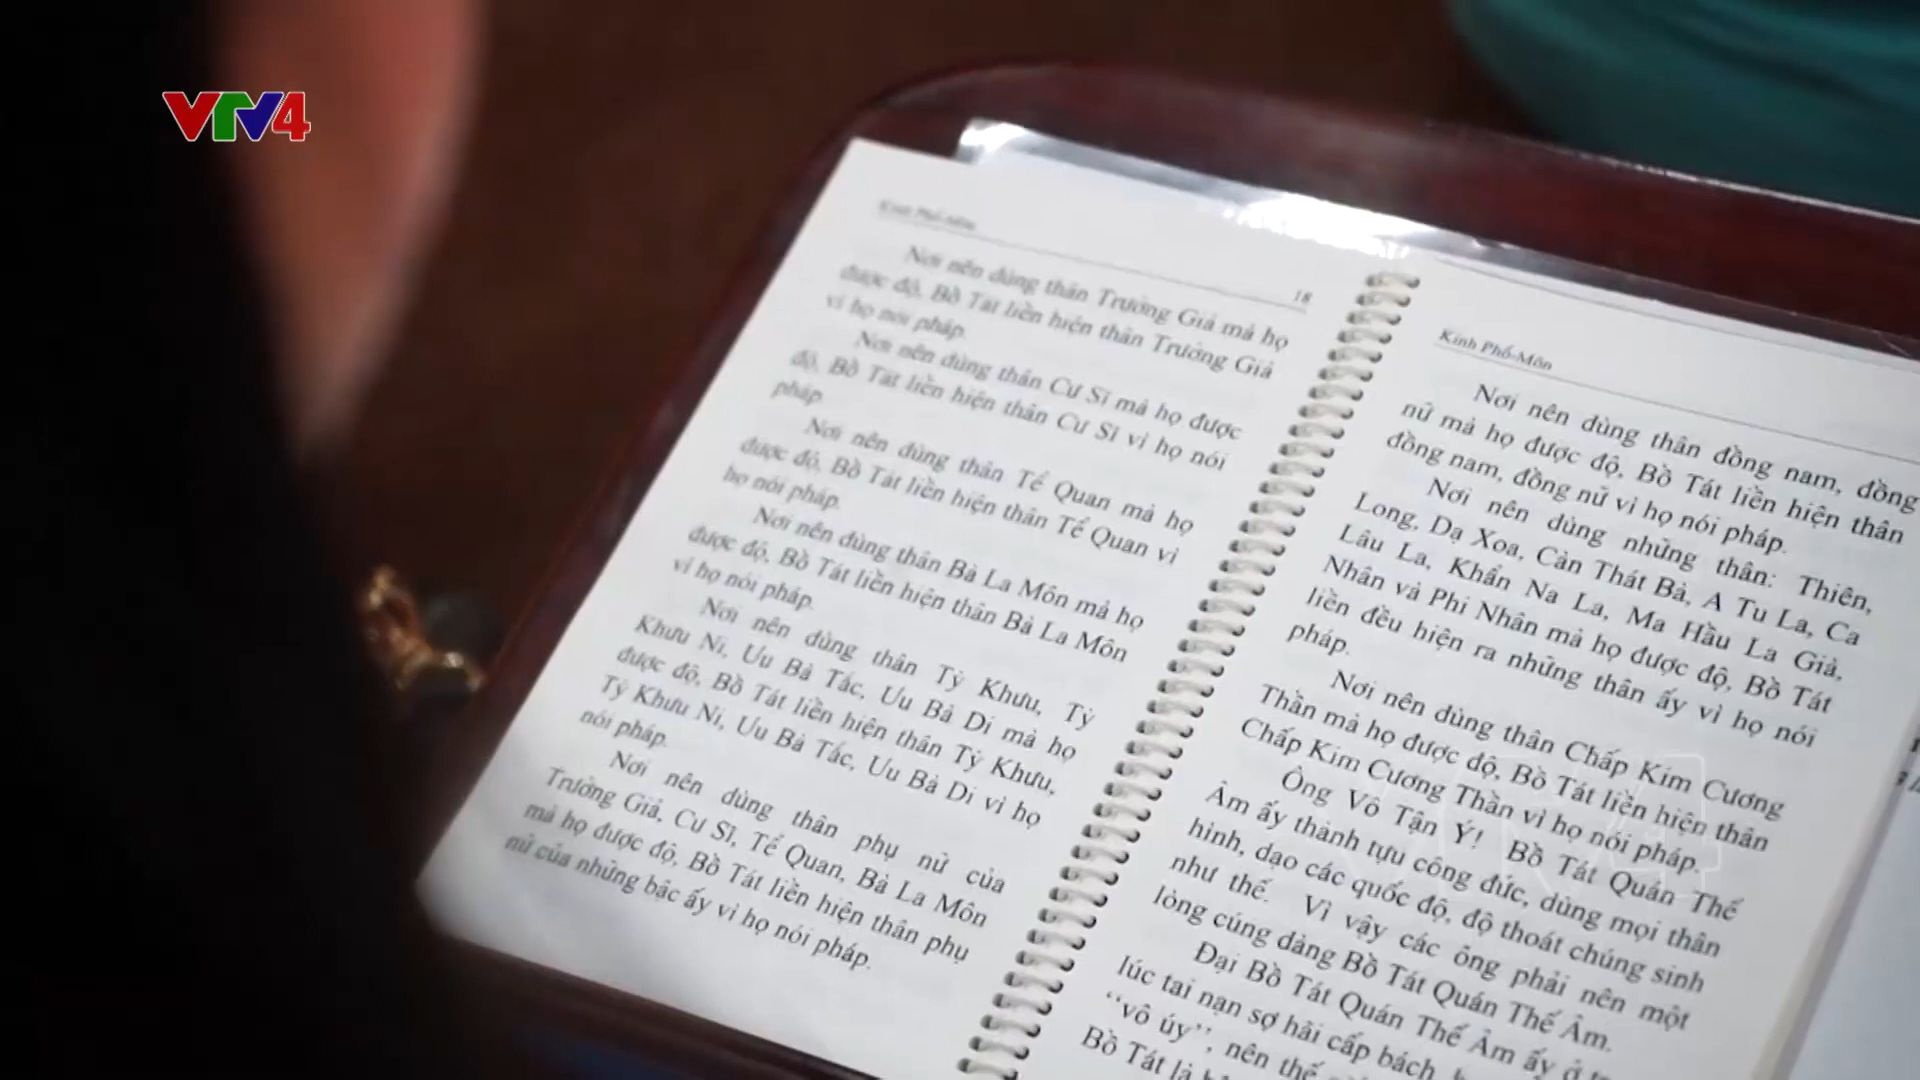 VTV4
Kinh Phổ-Môn
18
Nơi nên dùng thân Trưởng Giả mà họ
được độ, Bồ Tát liền hiện thân Trưởng Giả
vì họ nói pháp.
Nơi nên dùng thân Cư Sĩ mà họ được
độ, Bồ Tát liền hiện thân Cư Sĩ vì họ nói
pháp.
Nơi nên dùng thân Tể Quan mà họ
được độ, Bồ Tát liền hiện thân Tể Quan vì
họ nói pháp.
Nơi nên dùng thân Bà La Môn mà họ
được độ, Bồ Tát liền hiện thân Bà La Môn
vì họ nói pháp.
Nơi nên dùng thân Tỳ Khưu, Tỳ
Khưu Ni, Ưu Bà Tắc, Ưu Bà Di mà họ
được độ, Bồ Tát liền hiện thân Tỳ Khưu,
Tỳ Khưu Ni, Ưu Bà Tắc, Ưu Bà Di vì họ
nói pháp.
Nơi nên dùng thân phụ nữ của
Trưởng Giả, Cư Sĩ, Tể Quan, Bà La Môn
mà họ được độ, Bồ Tát liền hiện thân phụ
nữ của những bậc ấy vì họ nói pháp.
Kinh Phổ-Môn
Nơi nên dùng thân đồng nam, đồng
nữ mà họ được độ, Bồ Tát liền hiện thân
đồng nam, đồng nữ vì họ nói pháp.
Nơi nên dùng những thân: Thiên,
Long, Dạ Xoa, Càn Thát Bà, A Tu La, Ca
Lâu La, Khẩn Na La, Ma Hầu La Già,
Nhân và Phi Nhân mà họ được độ, Bồ Tát
liền đều hiện ra những thân ấy vì họ nói
pháp.
Nơi nên dùng thân Chấp Kim Cương
Thần mà họ được độ, Bồ Tát liền hiện thân
Chấp Kim Cương Thần vì họ nói pháp.
Ông Vô Tận Ý! Bồ Tát Quán Thế
Âm ấy thành tựu công đức, dùng mọi thân
hình, dạo các quốc độ, độ thoát chúng sinh
như thế. Vì vậy các ông phải nên một
lòng cúng dàng Bồ Tát Quán Thế Âm.
Đại Bồ Tát Quán Thế Âm ấy ở
lúc tai nạn sợ hãi cấp bách
“vô úy”, nên thế
Bồ Tát là